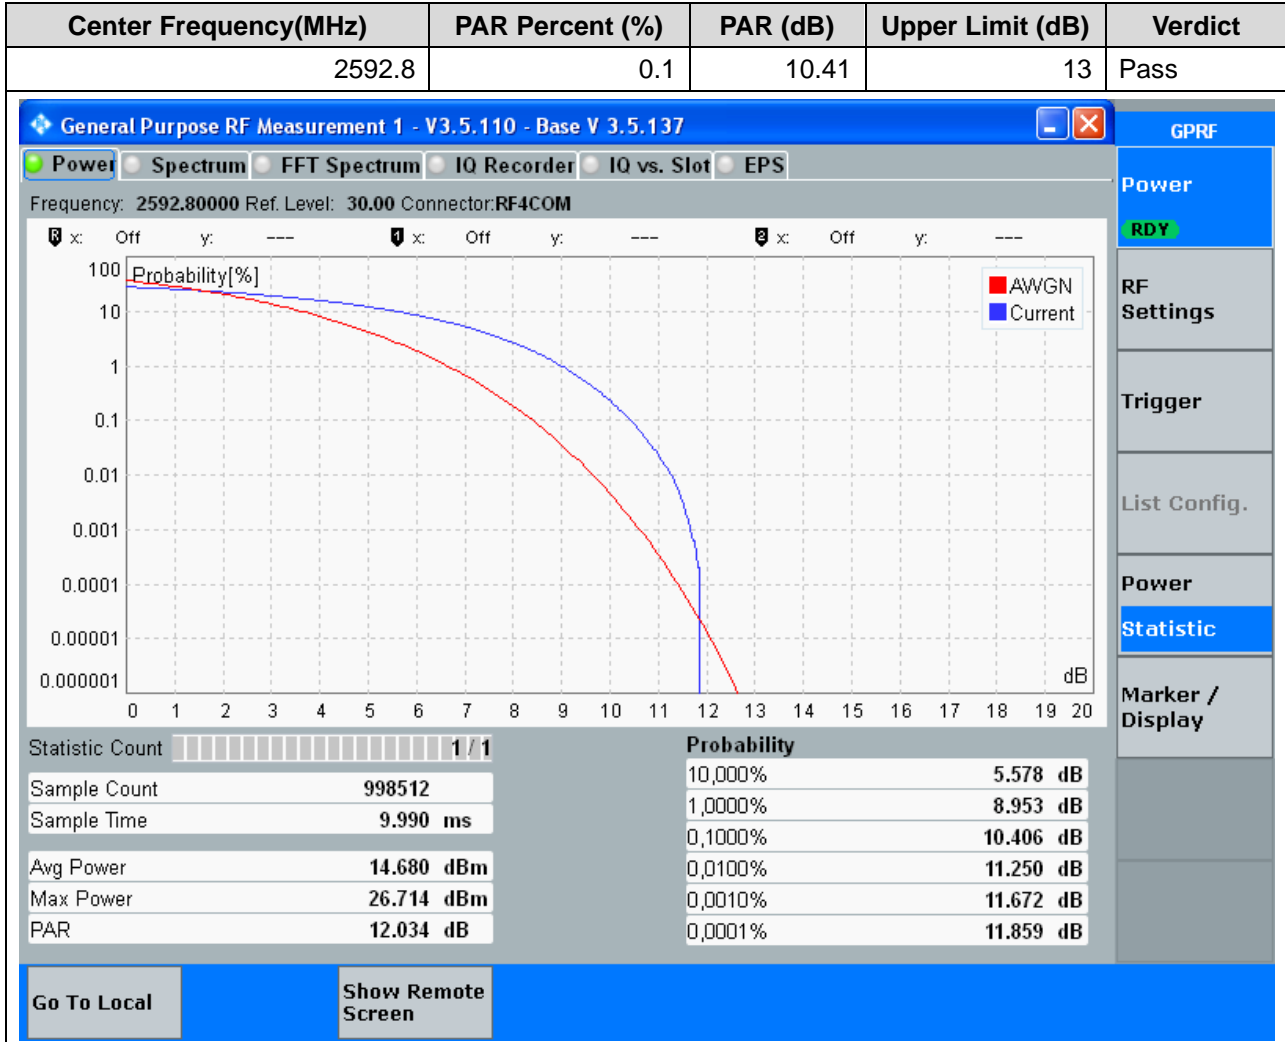 Center Frequency(MHz) PAR Percent (%) PAR (dB) Upper Limit (dB) Verdict
2592.8 0.1 10.41 13 Pass
General Purpose RF Measurement 1 - V3.5.110 - Base V 3.5.137
GPRF
Power Spectrum FFT Spectrum IQ Recorder IQ vs. Slot EPS
Power
RDY
Frequency: 2592.80000 Ref. Level: 30.00 Connector:RF4COM
R x: Off y: --- 1 x: Off y: --- 2 x: Off y: ---
Probability[%]
AWGN
Current
100
10
1
0.1
0.01
0.001
0.0001
0.00001
0.000001
dB
0 1 2 3 4 5 6 7 8 9 10 11 12 13 14 15 16 17 18 19 20
RF
Settings
Trigger
List Config.
Power
Statistic
Marker /
Display
Statistic Count 1 / 1
Sample Count 998512
Sample Time 9.990 ms
Avg Power 14.680 dBm
Max Power 26.714 dBm
PAR 12.034 dB
Probability
10,000% 5.578 dB
1,0000% 8.953 dB
0,1000% 10.406 dB
0,0100% 11.250 dB
0,0010% 11.672 dB
0,0001% 11.859 dB
Go To Local
Show Remote
Screen